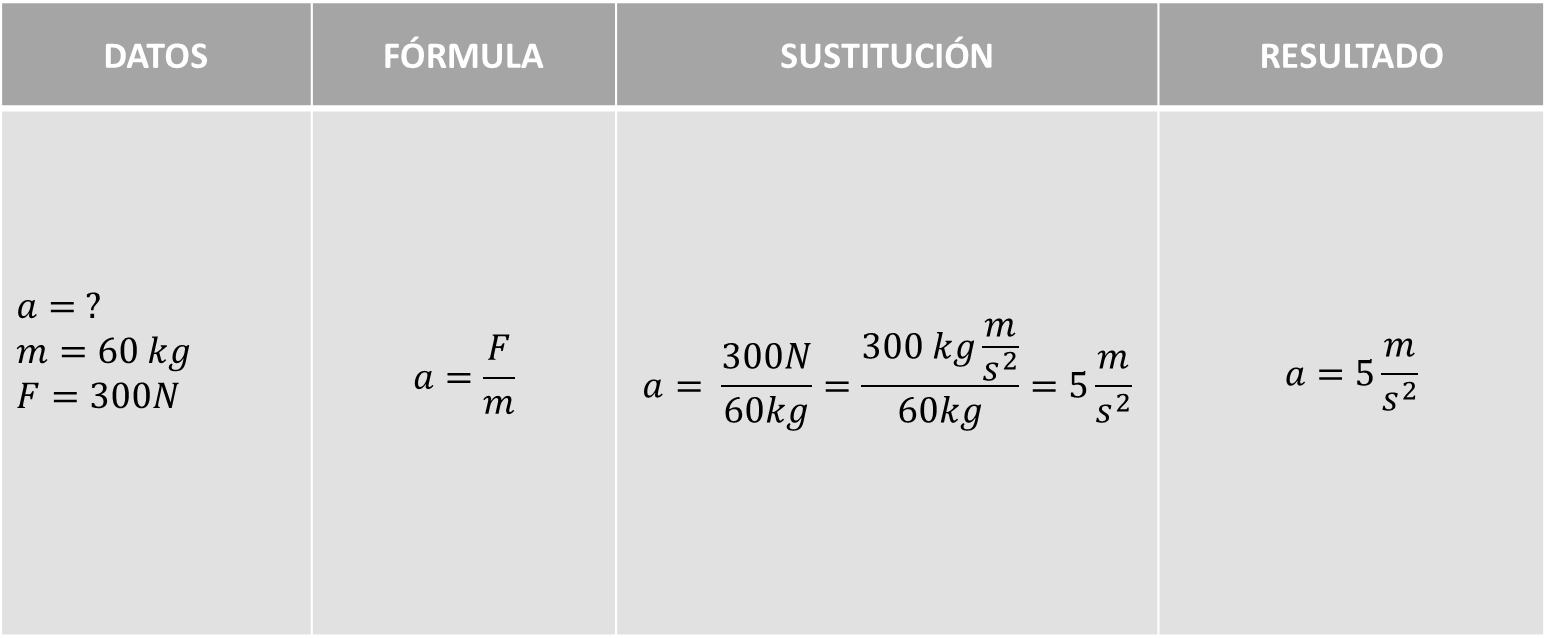 DATOS
FÓRMULA
SUSTITUCIÓN
RESULTADO
a = ?
m = 60 kg
F = 300N
a = F/m
a = 300N/60kg = 300 kg m/s²/60kg = 5 m/s²
a = 5 m/s²